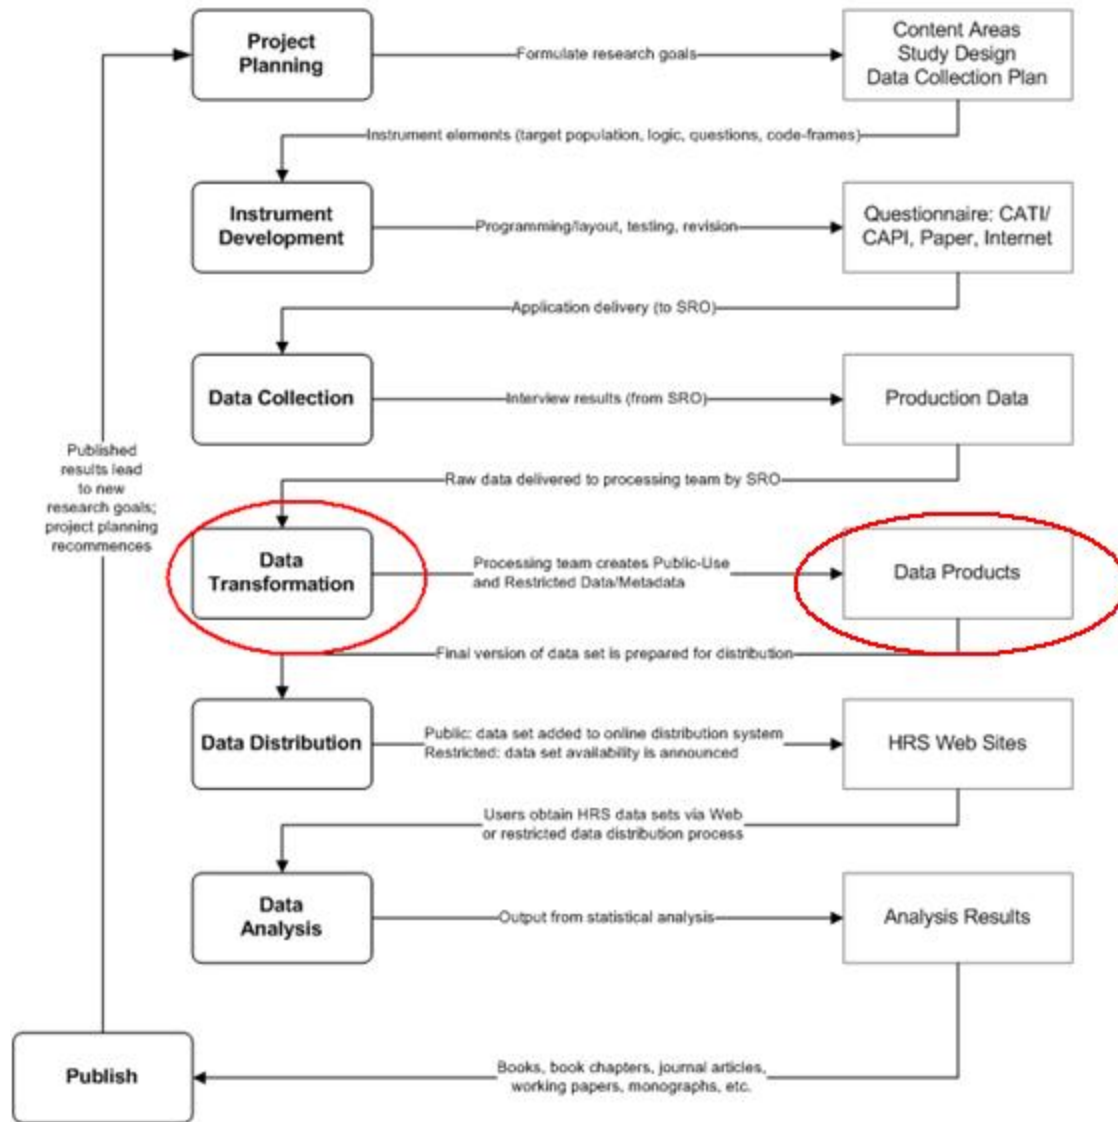 Project
Planning
Formulate research goals
Content Areas
Study Design
Data Collection Plan
Instrument elements (target population, logic, questions, code-frames)
Instrument
Development
Programming/layout, testing, revision
Questionnaire: CATI/
CAPI, Paper, Internet
Application delivery (to SRO)
Data Collection
Interview results (from SRO)
Production Data
Published
results lead
to new
research goals;
project planning
recommences
Raw data delivered to processing team by SRO
Data
Transformation
Processing team creates Public-Use
and Restricted Data/Metadata
Data Products
Final version of data set is prepared for distribution
Data Distribution
Public: data set added to online distribution system
Restricted: data set availability is announced
HRS Web Sites
Users obtain HRS data sets via Web
or restricted data distribution process
Data
Analysis
Output from statistical analysis
Analysis Results
Publish
Books, book chapters, journal articles,
working papers, monographs, etc.